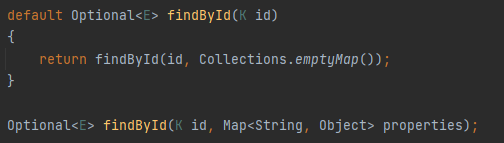 default Optional<E> findById(K id)
{
    return findById(id, Collections.emptyMap());
}
Optional<E> findById(K id, Map<String, Object> properties);